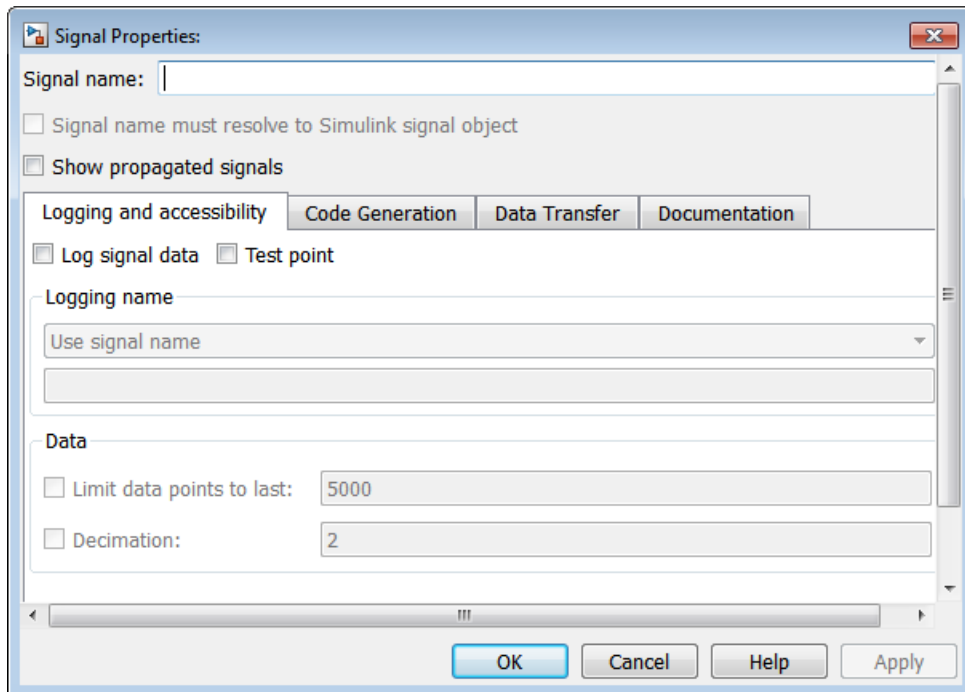 Signal Properties:
Signal name:
Signal name must resolve to Simulink signal object
Show propagated signals
Logging and accessibility Code Generation Data Transfer Documentation
Log signal data Test point
Logging name
Use signal name
Data
Limit data points to last: 5000
Decimation: 2
OK Cancel Help Apply